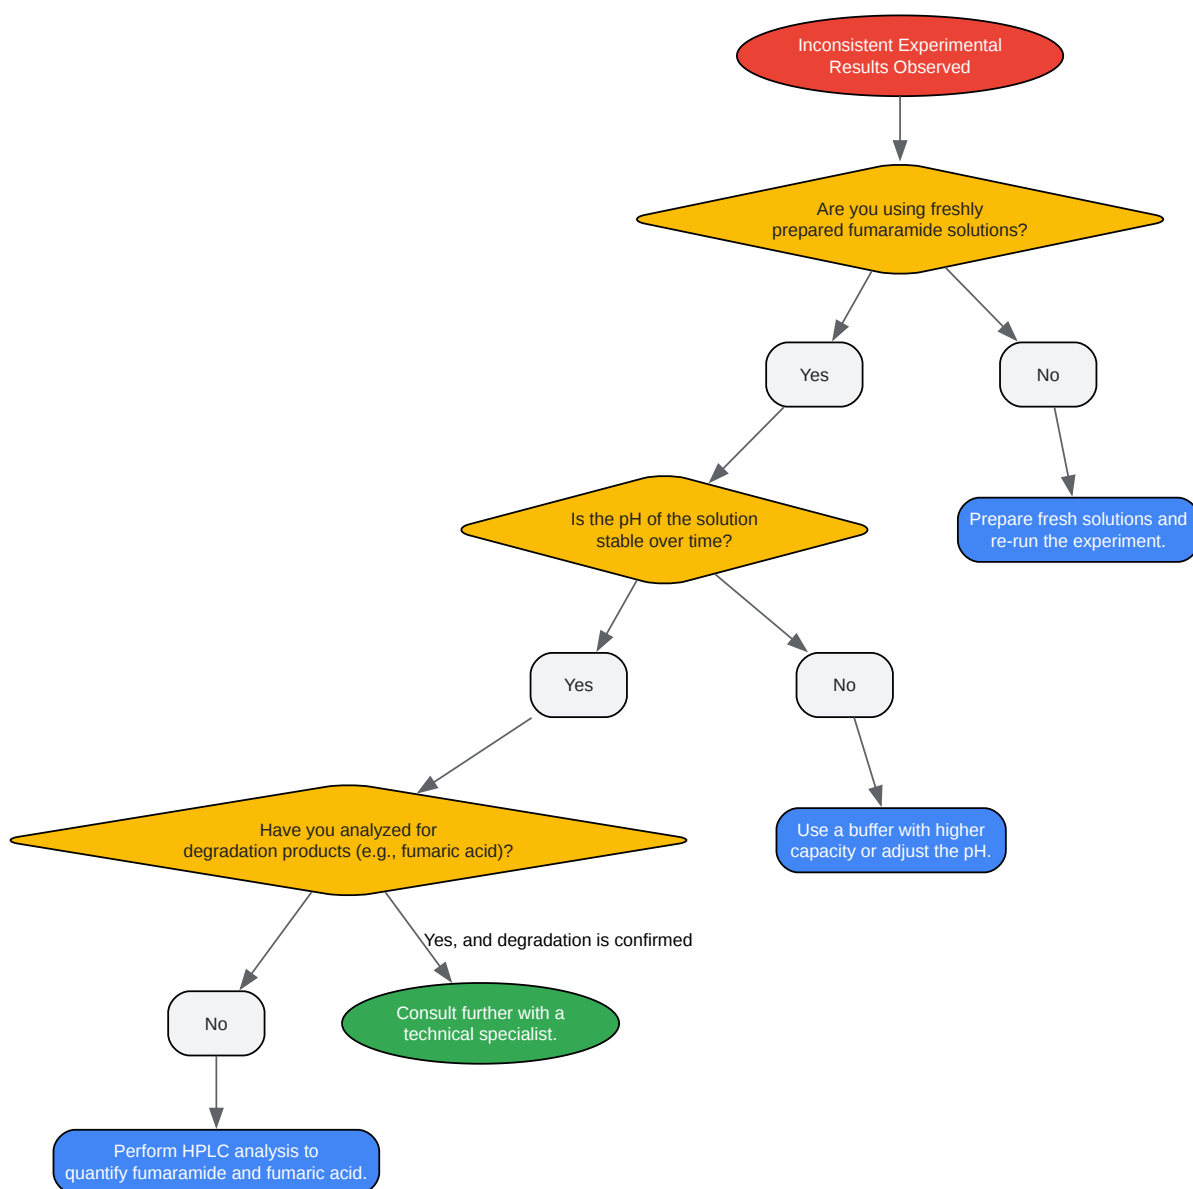 Inconsistent Experimental
Results Observed
Are you using freshly
prepared fumaramide solutions?
Yes
No
Is the pH of the solution
stable over time?
Prepare fresh solutions and
re-run the experiment.
Yes
No
Have you analyzed for
degradation products (e.g., fumaric acid)?
Use a buffer with higher
capacity or adjust the pH.
Yes, and degradation is confirmed
No
Consult further with a
technical specialist.
Perform HPLC analysis to
quantify fumaramide and fumaric acid.